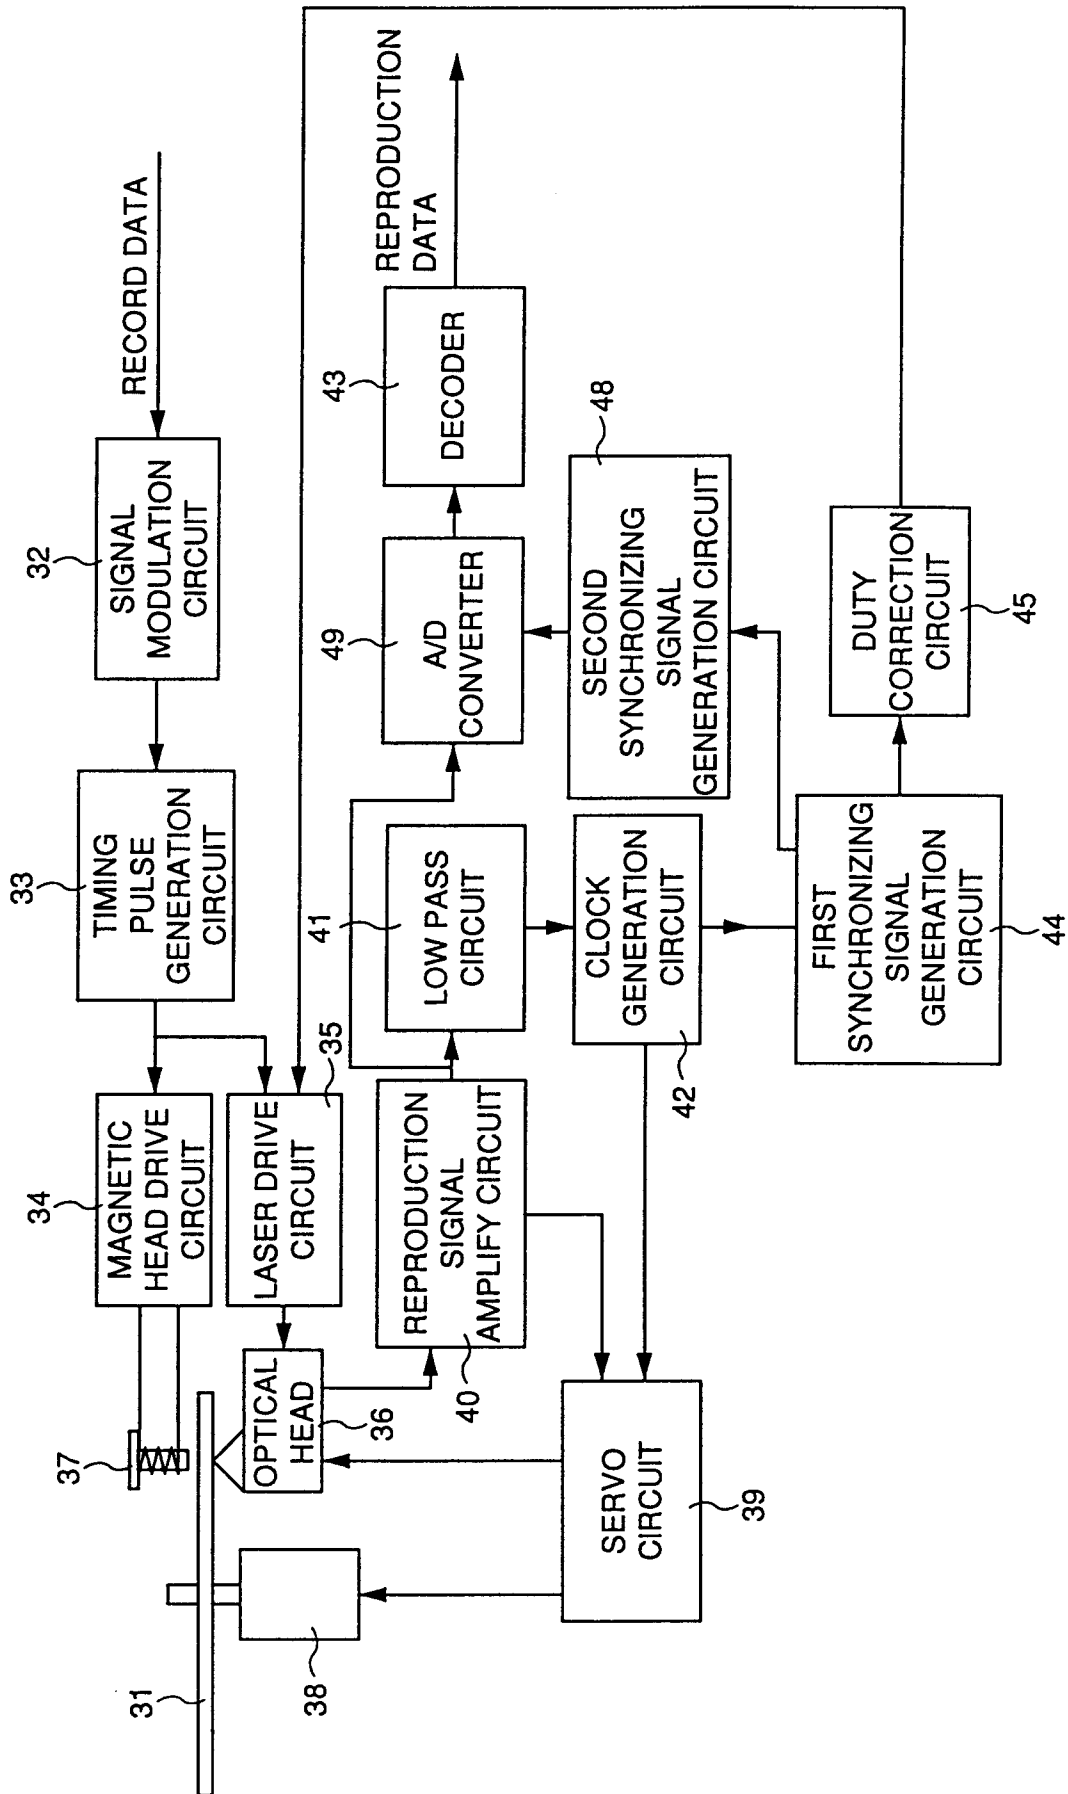 RECORD DATA
32
SIGNAL
MODULATION
CIRCUIT
33
TIMING
PULSE
GENERATION
CIRCUIT
34
MAGNETIC
HEAD DRIVE
CIRCUIT
35
LASER DRIVE
CIRCUIT
37
OPTICAL
HEAD
36
31
38
REPRODUCTION
SIGNAL
AMPLIFY CIRCUIT
40
41
LOW PASS
CIRCUIT
49
A/D
CONVERTER
43
DECODER
REPRODUCTION
DATA
CLOCK
GENERATION
CIRCUIT
42
48
SECOND
SYNCHRONIZING
SIGNAL
GENERATION CIRCUIT
SERVO
CIRCUIT
39
FIRST
SYNCHRONIZING
SIGNAL
GENERATION
CIRCUIT
44
DUTY
CORRECTION
CIRCUIT
45